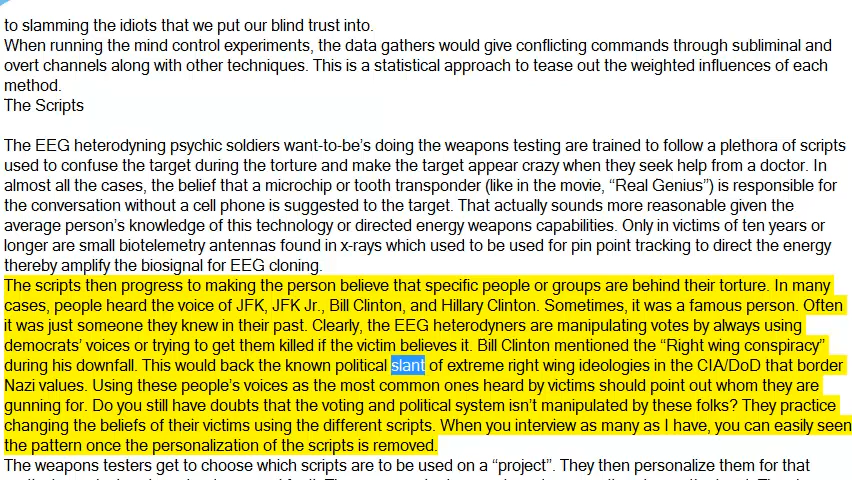 to slamming the idiots that we put our blind trust into.
When running the mind control experiments, the data gathers would give conflicting commands through subliminal and
overt channels along with other techniques. This is a statistical approach to tease out the weighted influences of each
method.
The Scripts
The EEG heterodyning psychic soldiers want-to-be’s doing the weapons testing are trained to follow a plethora of scripts
used to confuse the target during the torture and make the target appear crazy when they seek help from a doctor. In
almost all the cases, the belief that a microchip or tooth transponder (like in the movie, “Real Genius”) is responsible for
the conversation without a cell phone is suggested to the target. That actually sounds more reasonable given the
average person’s knowledge of this technology or directed energy weapons capabilities. Only in victims of ten years or
longer are small biotelemetry antennas found in x-rays which used to be used for pin point tracking to direct the energy
thereby amplify the biosignal for EEG cloning.
The scripts then progress to making the person believe that specific people or groups are behind their torture. In many
cases, people heard the voice of JFK, JFK Jr., Bill Clinton, and Hillary Clinton. Sometimes, it was a famous person. Often
it was just someone they knew in their past. Clearly, the EEG heterodyners are manipulating votes by always using
democrats’ voices or trying to get them killed if the victim believes it. Bill Clinton mentioned the “Right wing conspiracy”
during his downfall. This would back the known political slant of extreme right wing ideologies in the CIA/DoD that border
Nazi values. Using these people’s voices as the most common ones heard by victims should point out whom they are
gunning for. Do you still have doubts that the voting and political system isn’t manipulated by these folks? They practice
changing the beliefs of their victims using the different scripts. When you interview as many as I have, you can easily seen
the pattern once the personalization of the scripts is removed.
The weapons testers get to choose which scripts are to be used on a “project”. They then personalize them for that